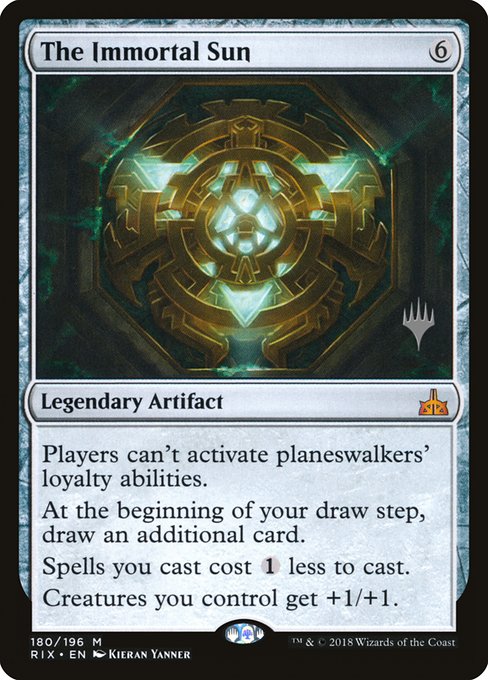 The Immortal Sun 6
Legendary Artifact
Players can't activate planeswalkers'
loyalty abilities.
At the beginning of your draw step,
draw an additional card.
Spells you cast cost 1 less to cast.
Creatures you control get +1/+1.
180/196 M
RIX • EN Kieran Yanner
™ & © 2018 Wizards of the Coast